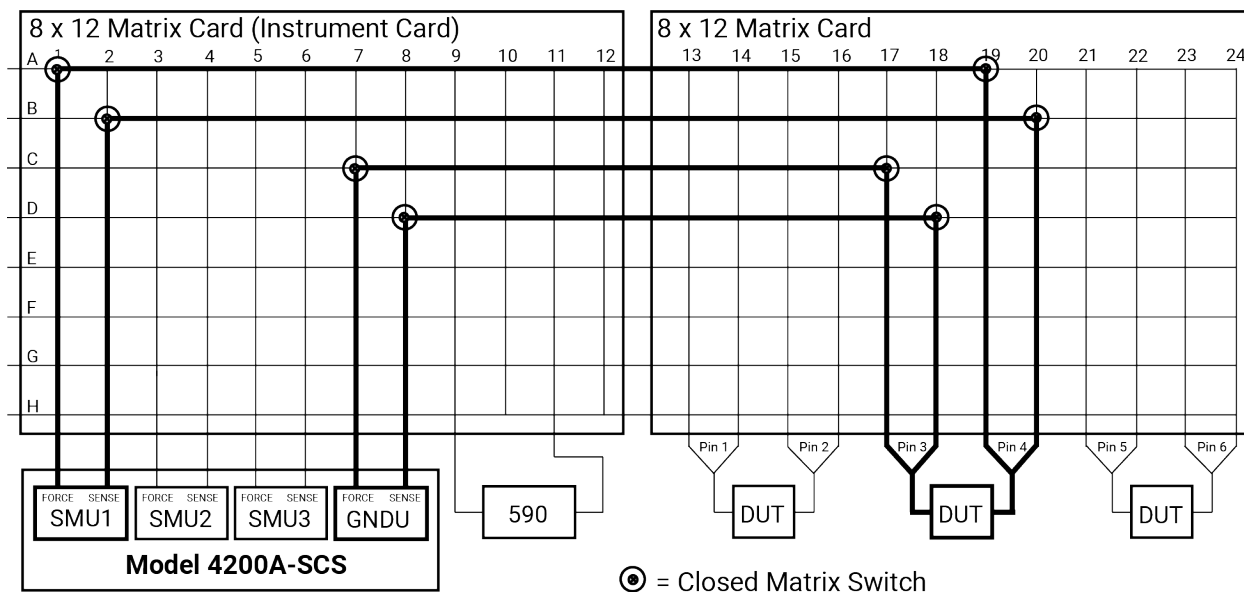 8 x 12 Matrix Card (Instrument Card)
8 x 12 Matrix Card
1 2 3 4 5 6 7 8 9 10 11 12
13 14 15 16 17 18 19 20 21 22 23 24
A
B
C
D
E
F
G
H
Pin 1 Pin 2 Pin 3 Pin 4 Pin 5 Pin 6
FORCE SENSE FORCE SENSE FORCE SENSE FORCE SENSE
SMU1 SMU2 SMU3 GNDU
590
DUT DUT DUT
Model 4200A-SCS
= Closed Matrix Switch